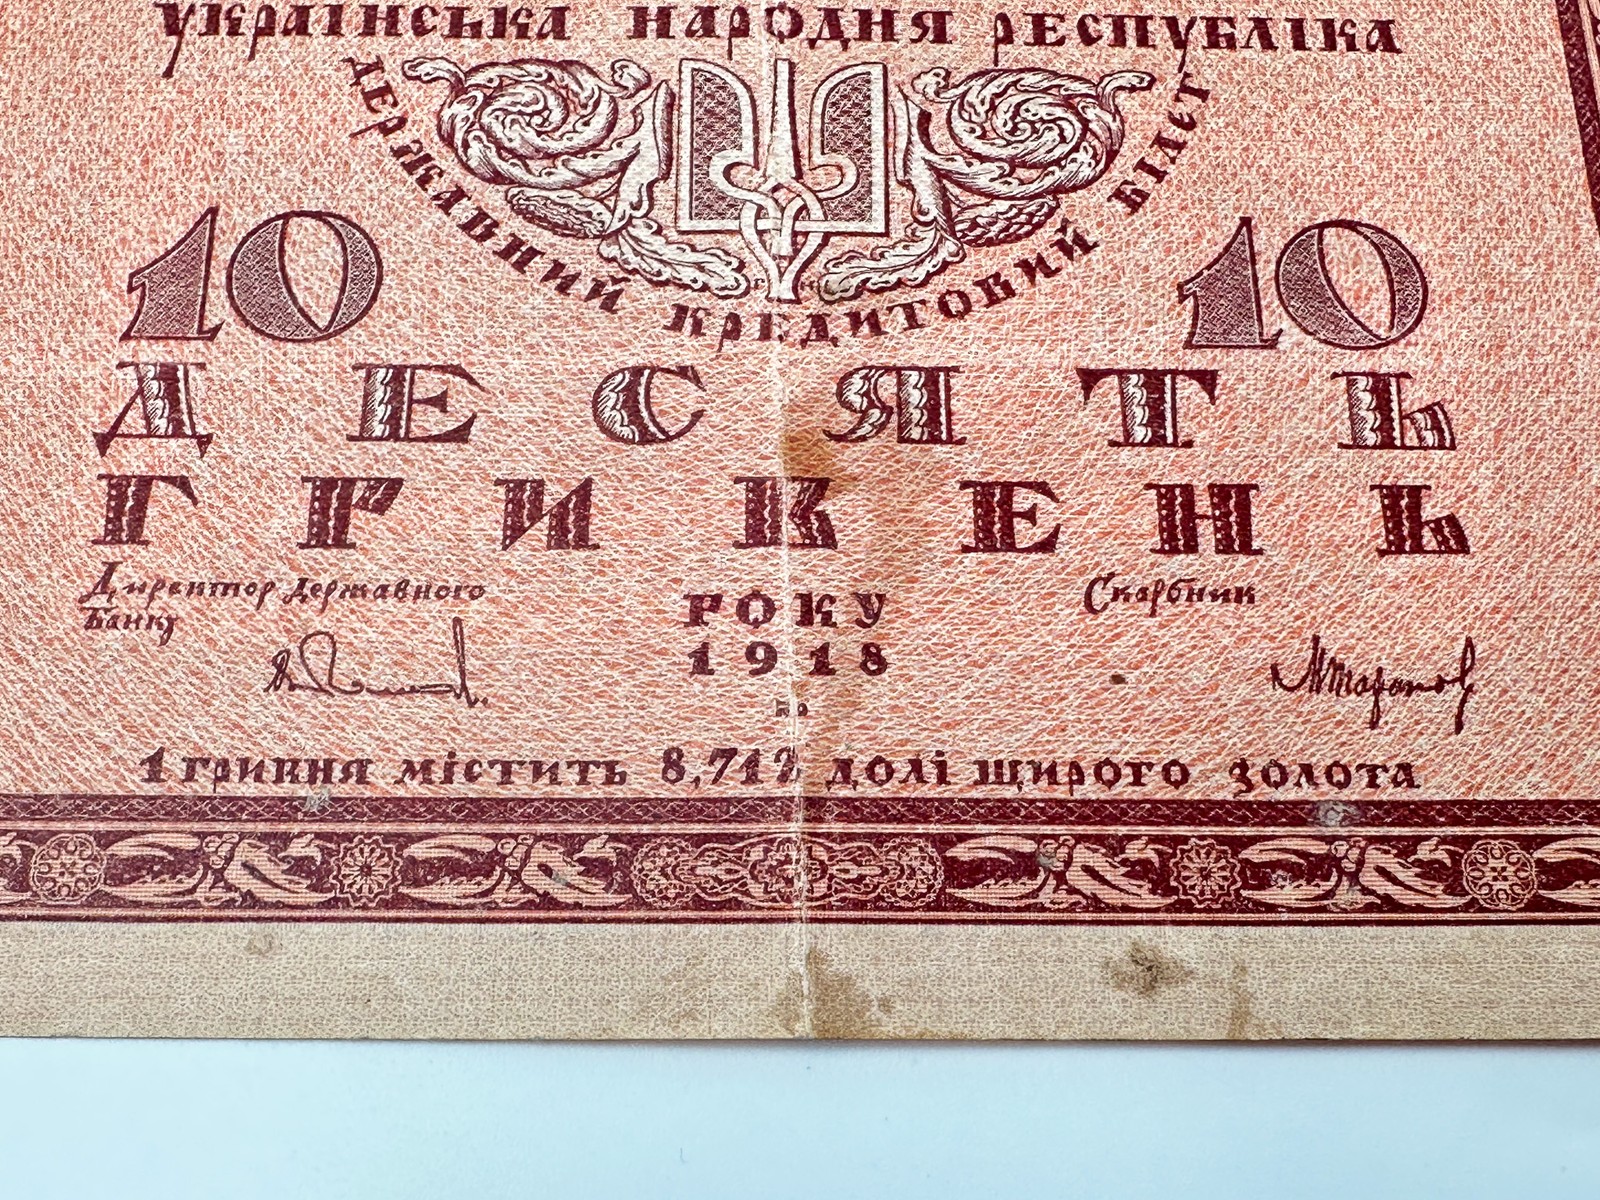 УКРАЇНСЬКА НАРОДНЯ РЕСПУБЛІКА
ДЕРЖАВНИЙ КРЕДИТОВИЙ БІЛЕТ
10 10
ДЕСЯТЬ
ГРИВЕНЬ
Директор Державного
Банку
РОКУ
1918
Скарбник
1 гривня містить 8,712 долі щирого золота